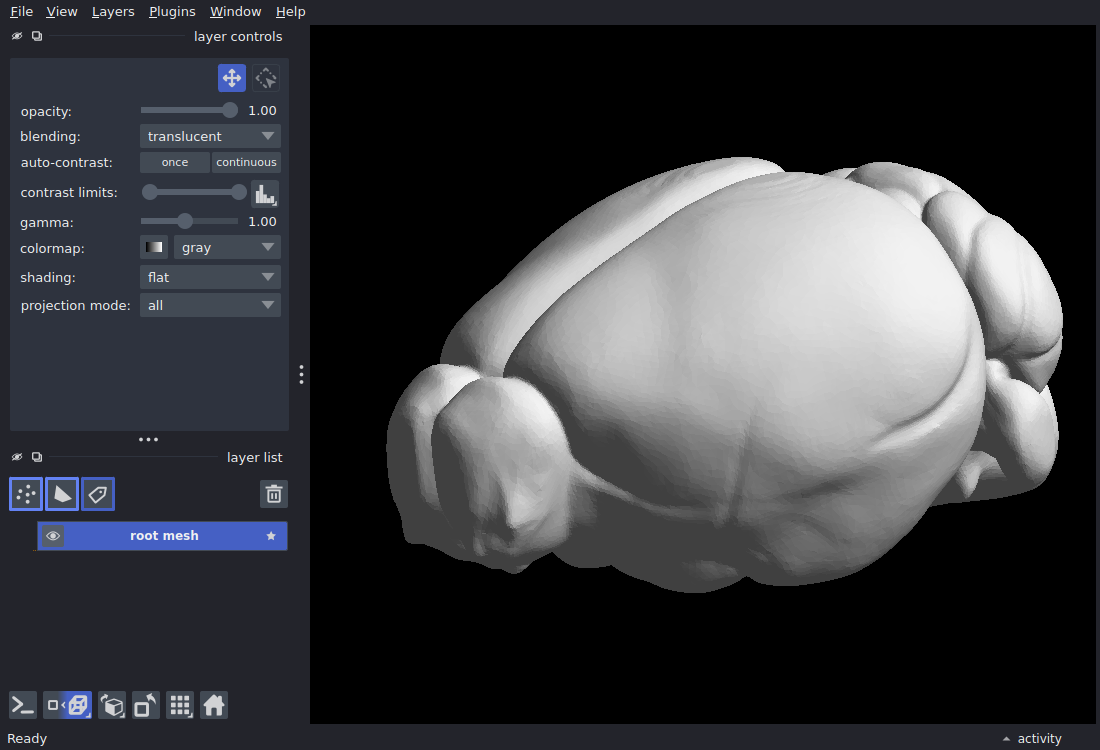 File View Layers Plugins Window Help
layer controls
opacity: 1.00
blending: translucent
auto-contrast: once continuous
contrast limits:
gamma: 1.00
colormap: gray
shading: flat
projection mode: all
layer list
root mesh
Ready
activity